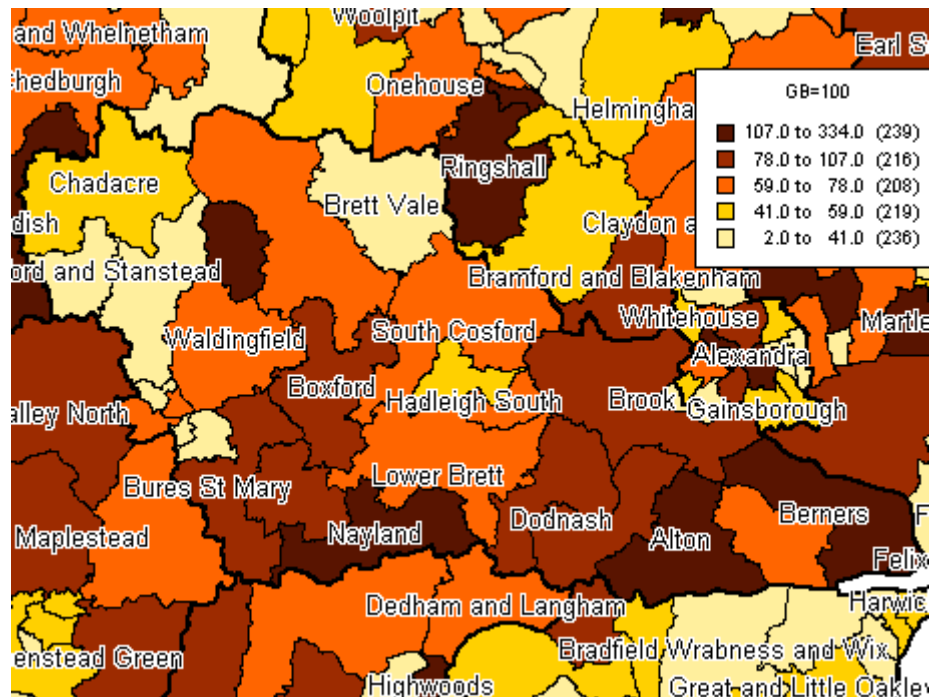 Woolpit
and Whelnetham
Earl S
hedburgh
Onehouse
GB=100
Helmingha
107.0 to 334.0 (239)
78.0 to 107.0 (216)
59.0 to 78.0 (208)
41.0 to 59.0 (219)
2.0 to 41.0 (236)
Ringshall
Chadacre
Brett Vale
dish
Claydon a
ord and Stanstead
Bramford and Blakenham
Whitehouse
Martle
Waldingfield
South Cosford
Alexandra
Boxford
Hadleigh South
Brook
Gainsborough
alley North
Lower Brett
Bures St Mary
Berners
F
Dodnash
Maplestead
Nayland
Alton
Felix
Dedham and Langham
Harwic
Bradfield Wrabness and Wix
enstead Green
Highwoods
Great and Little Oakley